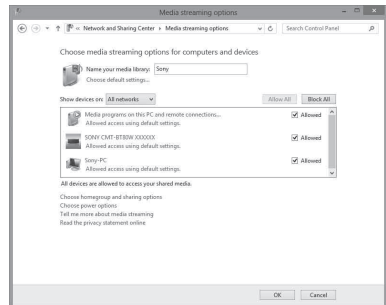 Media streaming options
« Network and Sharing Center ▸ Media streaming options
Search Control Panel
Choose media streaming options for computers and devices
Name your media library: Sony
Choose default settings...
Show devices on: All networks
Allow All
Block All
Media programs on this PC and remote connections...
Allowed access using default settings.
Allowed
SONY CMT-BT80W XXXXXX
Allowed access using default settings.
Allowed
Sony-PC
Allowed access using default settings.
Allowed
All devices are allowed to access your shared media.
Choose homegroup and sharing options
Choose power options
Tell me more about media streaming
Read the privacy statement online
OK
Cancel